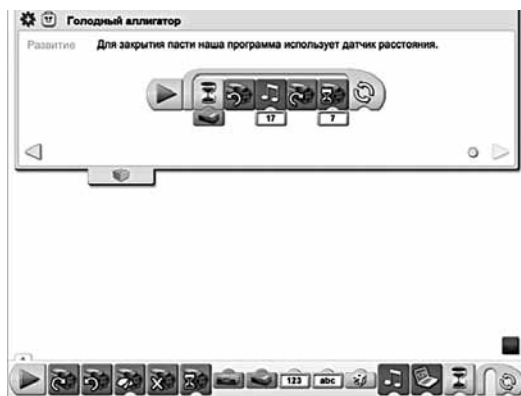 Голодный аллигатор
Развитие Для закрытия пасти наша программа использует датчик расстояния.
17 7
123 abc